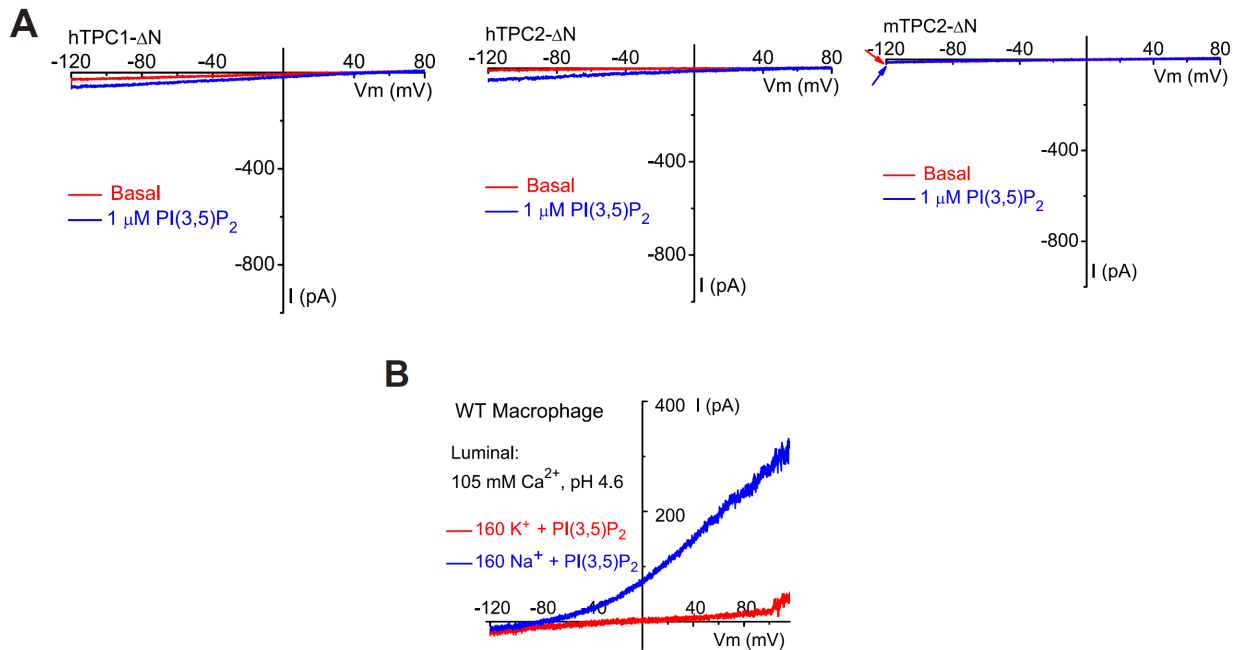 A
hTPC1-ΔN
-120 -80 -40 40 80
Vm (mV)
-400
Basal
1 μM PI(3,5)P2
-800
I (pA)
hTPC2-ΔN
-120 -80 -40 40 80
Vm (mV)
-400
Basal
1 μM PI(3,5)P2
-800
I (pA)
mTPC2-ΔN
-120 -80 -40 40 80
Vm (mV)
-400
Basal
1 μM PI(3,5)P2
-800
I (pA)
B
400 I (pA)
WT Macrophage
Luminal:
105 mM Ca2+, pH 4.6
200
160 K+ + PI(3,5)P2
160 Na+ + PI(3,5)P2
-120 -80 -40 40 80
Vm (mV)